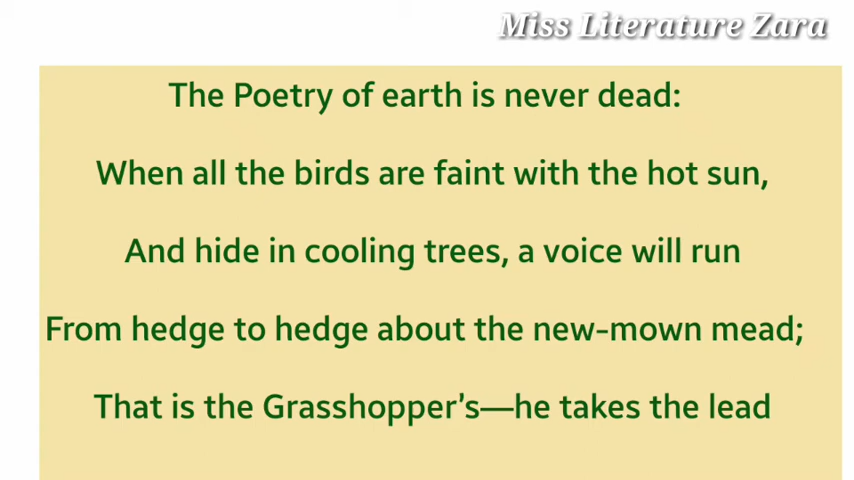 Miss Literature Zara
The Poetry of earth is never dead:
When all the birds are faint with the hot sun,
And hide in cooling trees, a voice will run
From hedge to hedge about the new-mown mead;
That is the Grasshopper’s—he takes the lead